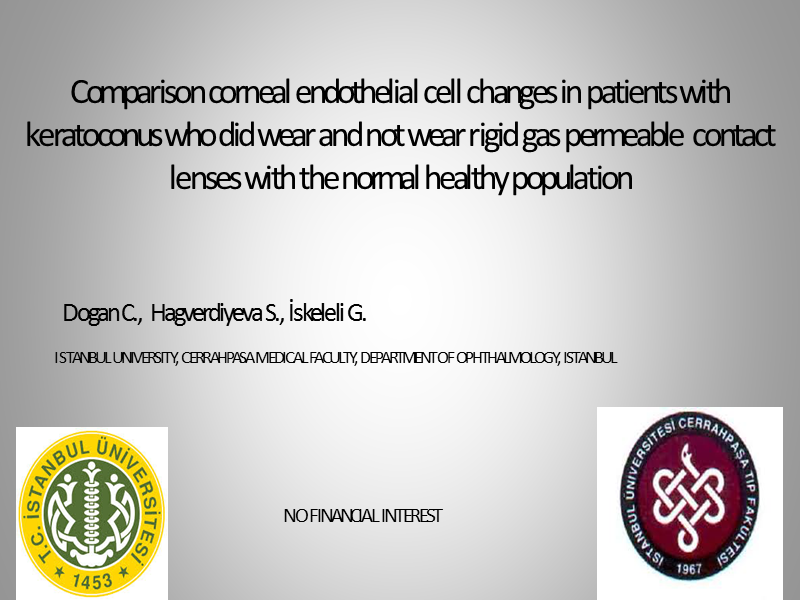 Comparison corneal endothelial cell changes in patients with
keratoconus who did wear and not wear rigid gas permeable contact
lenses with the normal healthy population
Dogan C., Hagverdiyeva S., İskeleli G.
ISTANBUL UNIVERSITY, CERRAHPASA MEDICAL FACULTY, DEPARTMENT OF OPHTHALMOLOGY, ISTANBUL
T.C. İSTANBUL ÜNİVERSİTESİ
1453
İSTANBUL ÜNİVERSİTESİ CERRAHPAŞA TIP FAKÜLTESİ
1967
NO FINANCIAL INTEREST